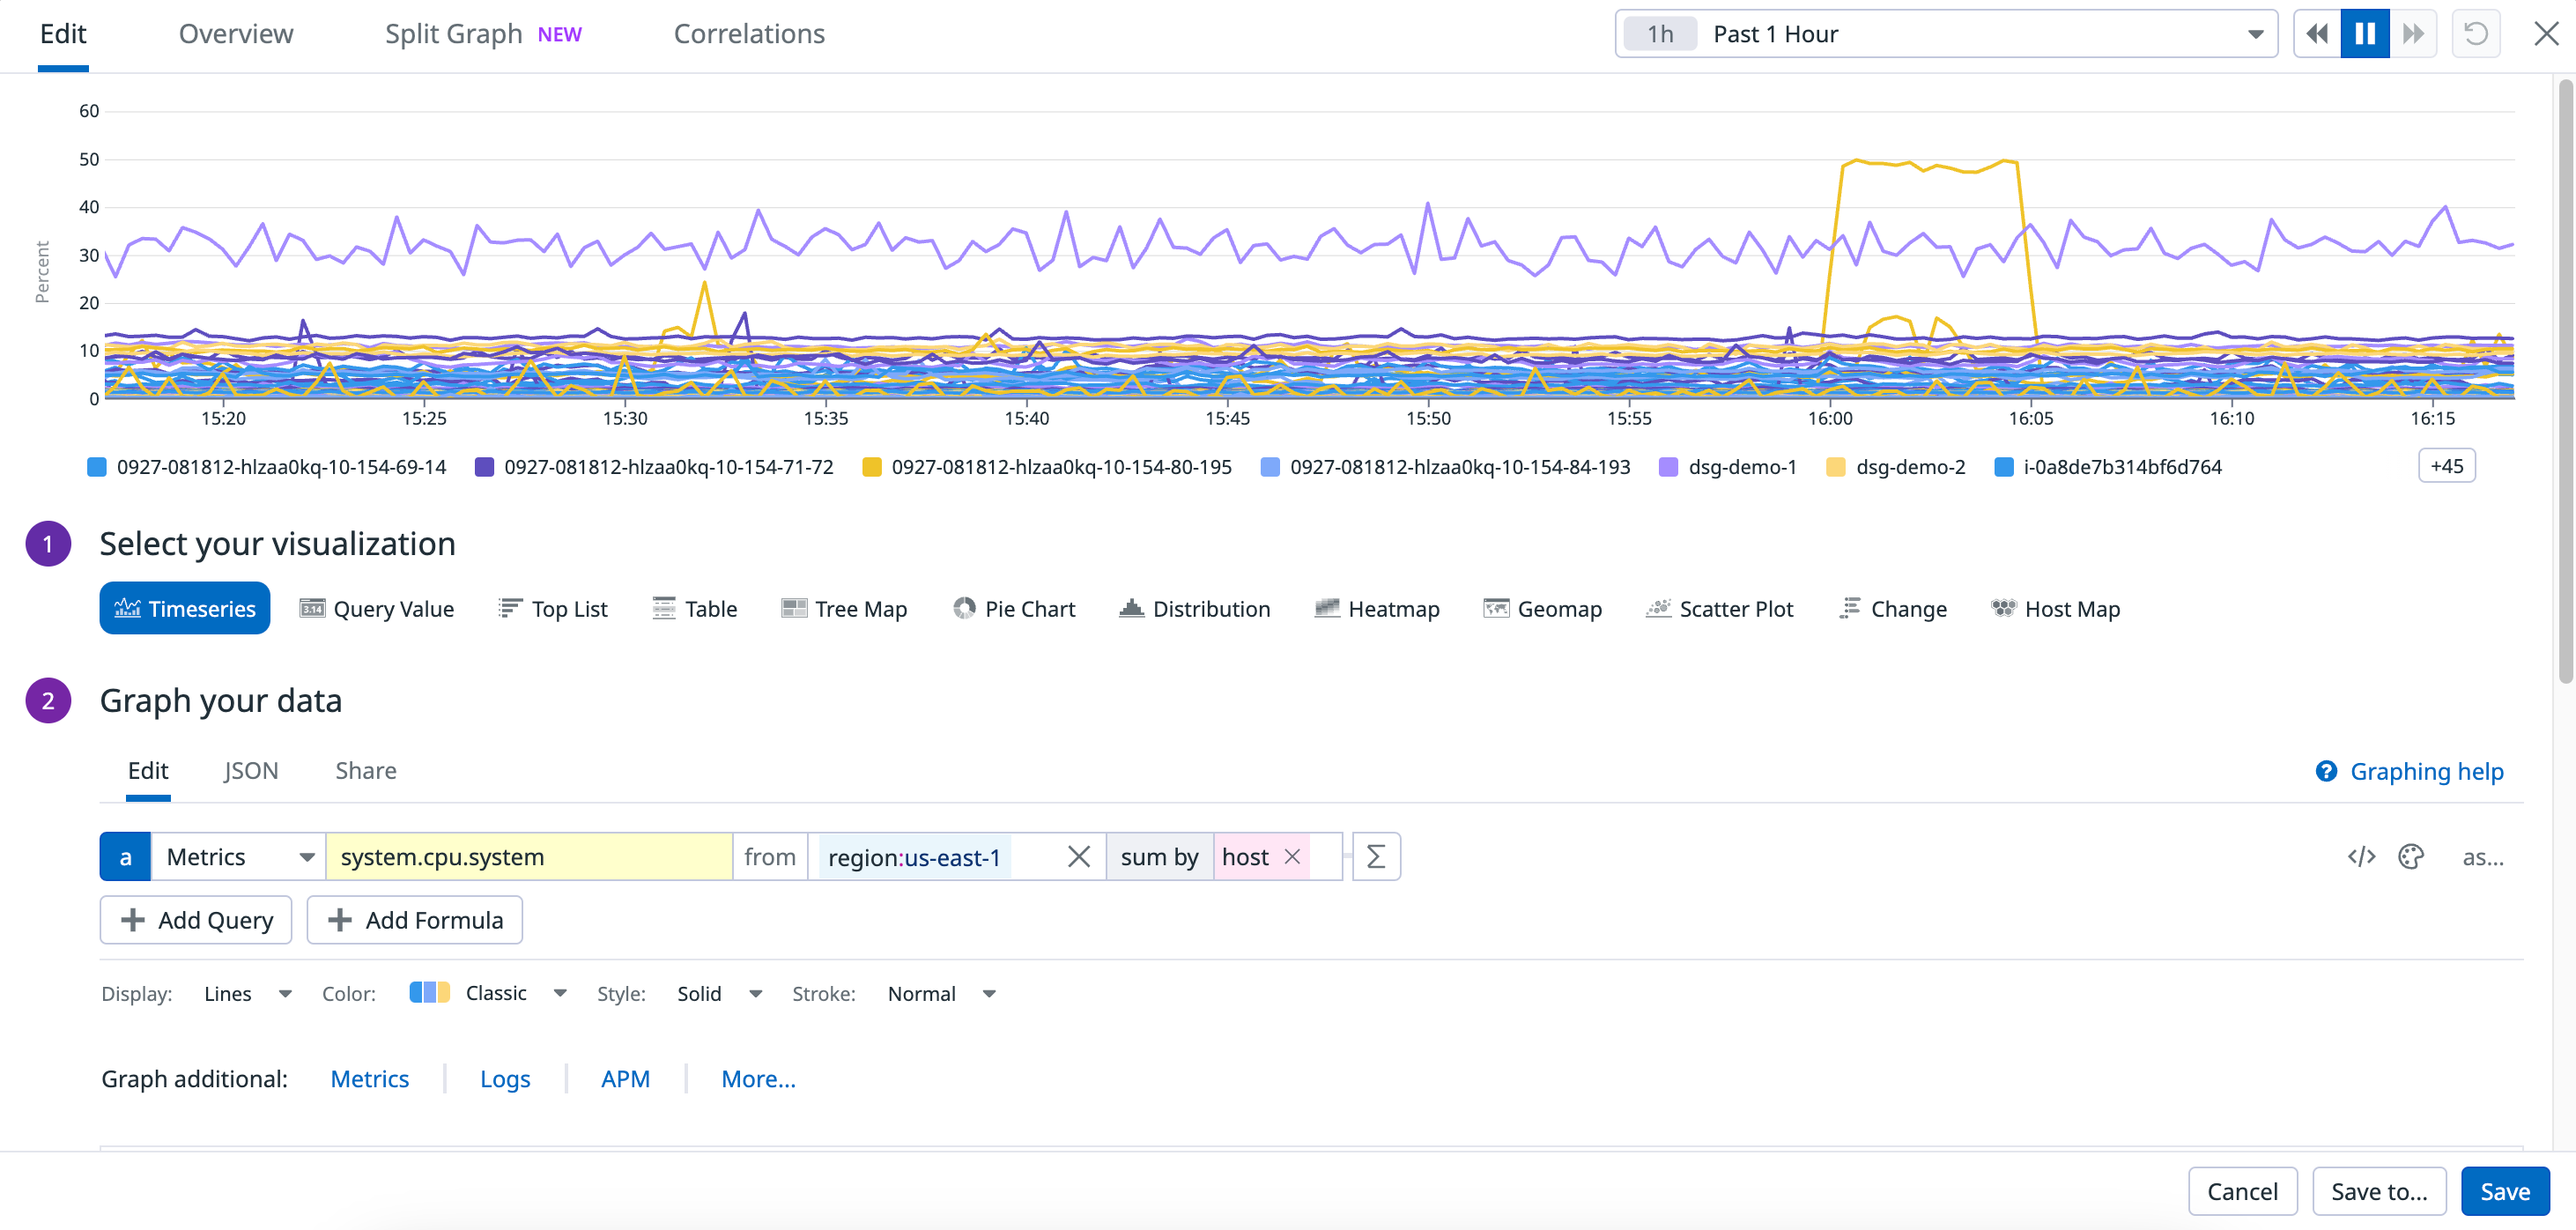 Edit Overview Split Graph NEW Correlations 1h Past 1 Hour
60
50
40
30
20
10
0
Percent
15:20 15:25 15:30 15:35 15:40 15:45 15:50 15:55 16:00 16:05 16:10 16:15
0927-081812-hlzaa0kq-10-154-69-14 0927-081812-hlzaa0kq-10-154-71-72 0927-081812-hlzaa0kq-10-154-80-195 0927-081812-hlzaa0kq-10-154-84-193 dsg-demo-1 dsg-demo-2 i-0a8de7b314bf6d764 +45
1 Select your visualization
Timeseries 3.14 Query Value Top List Table Tree Map Pie Chart Distribution Heatmap Geomap Scatter Plot Change Host Map
2 Graph your data
Edit JSON Share ? Graphing help
a Metrics system.cpu.system from region:us-east-1 sum by host Σ </> as...
+ Add Query + Add Formula
Display: Lines Color: Classic Style: Solid Stroke: Normal
Graph additional: Metrics Logs APM More...
Cancel Save to... Save